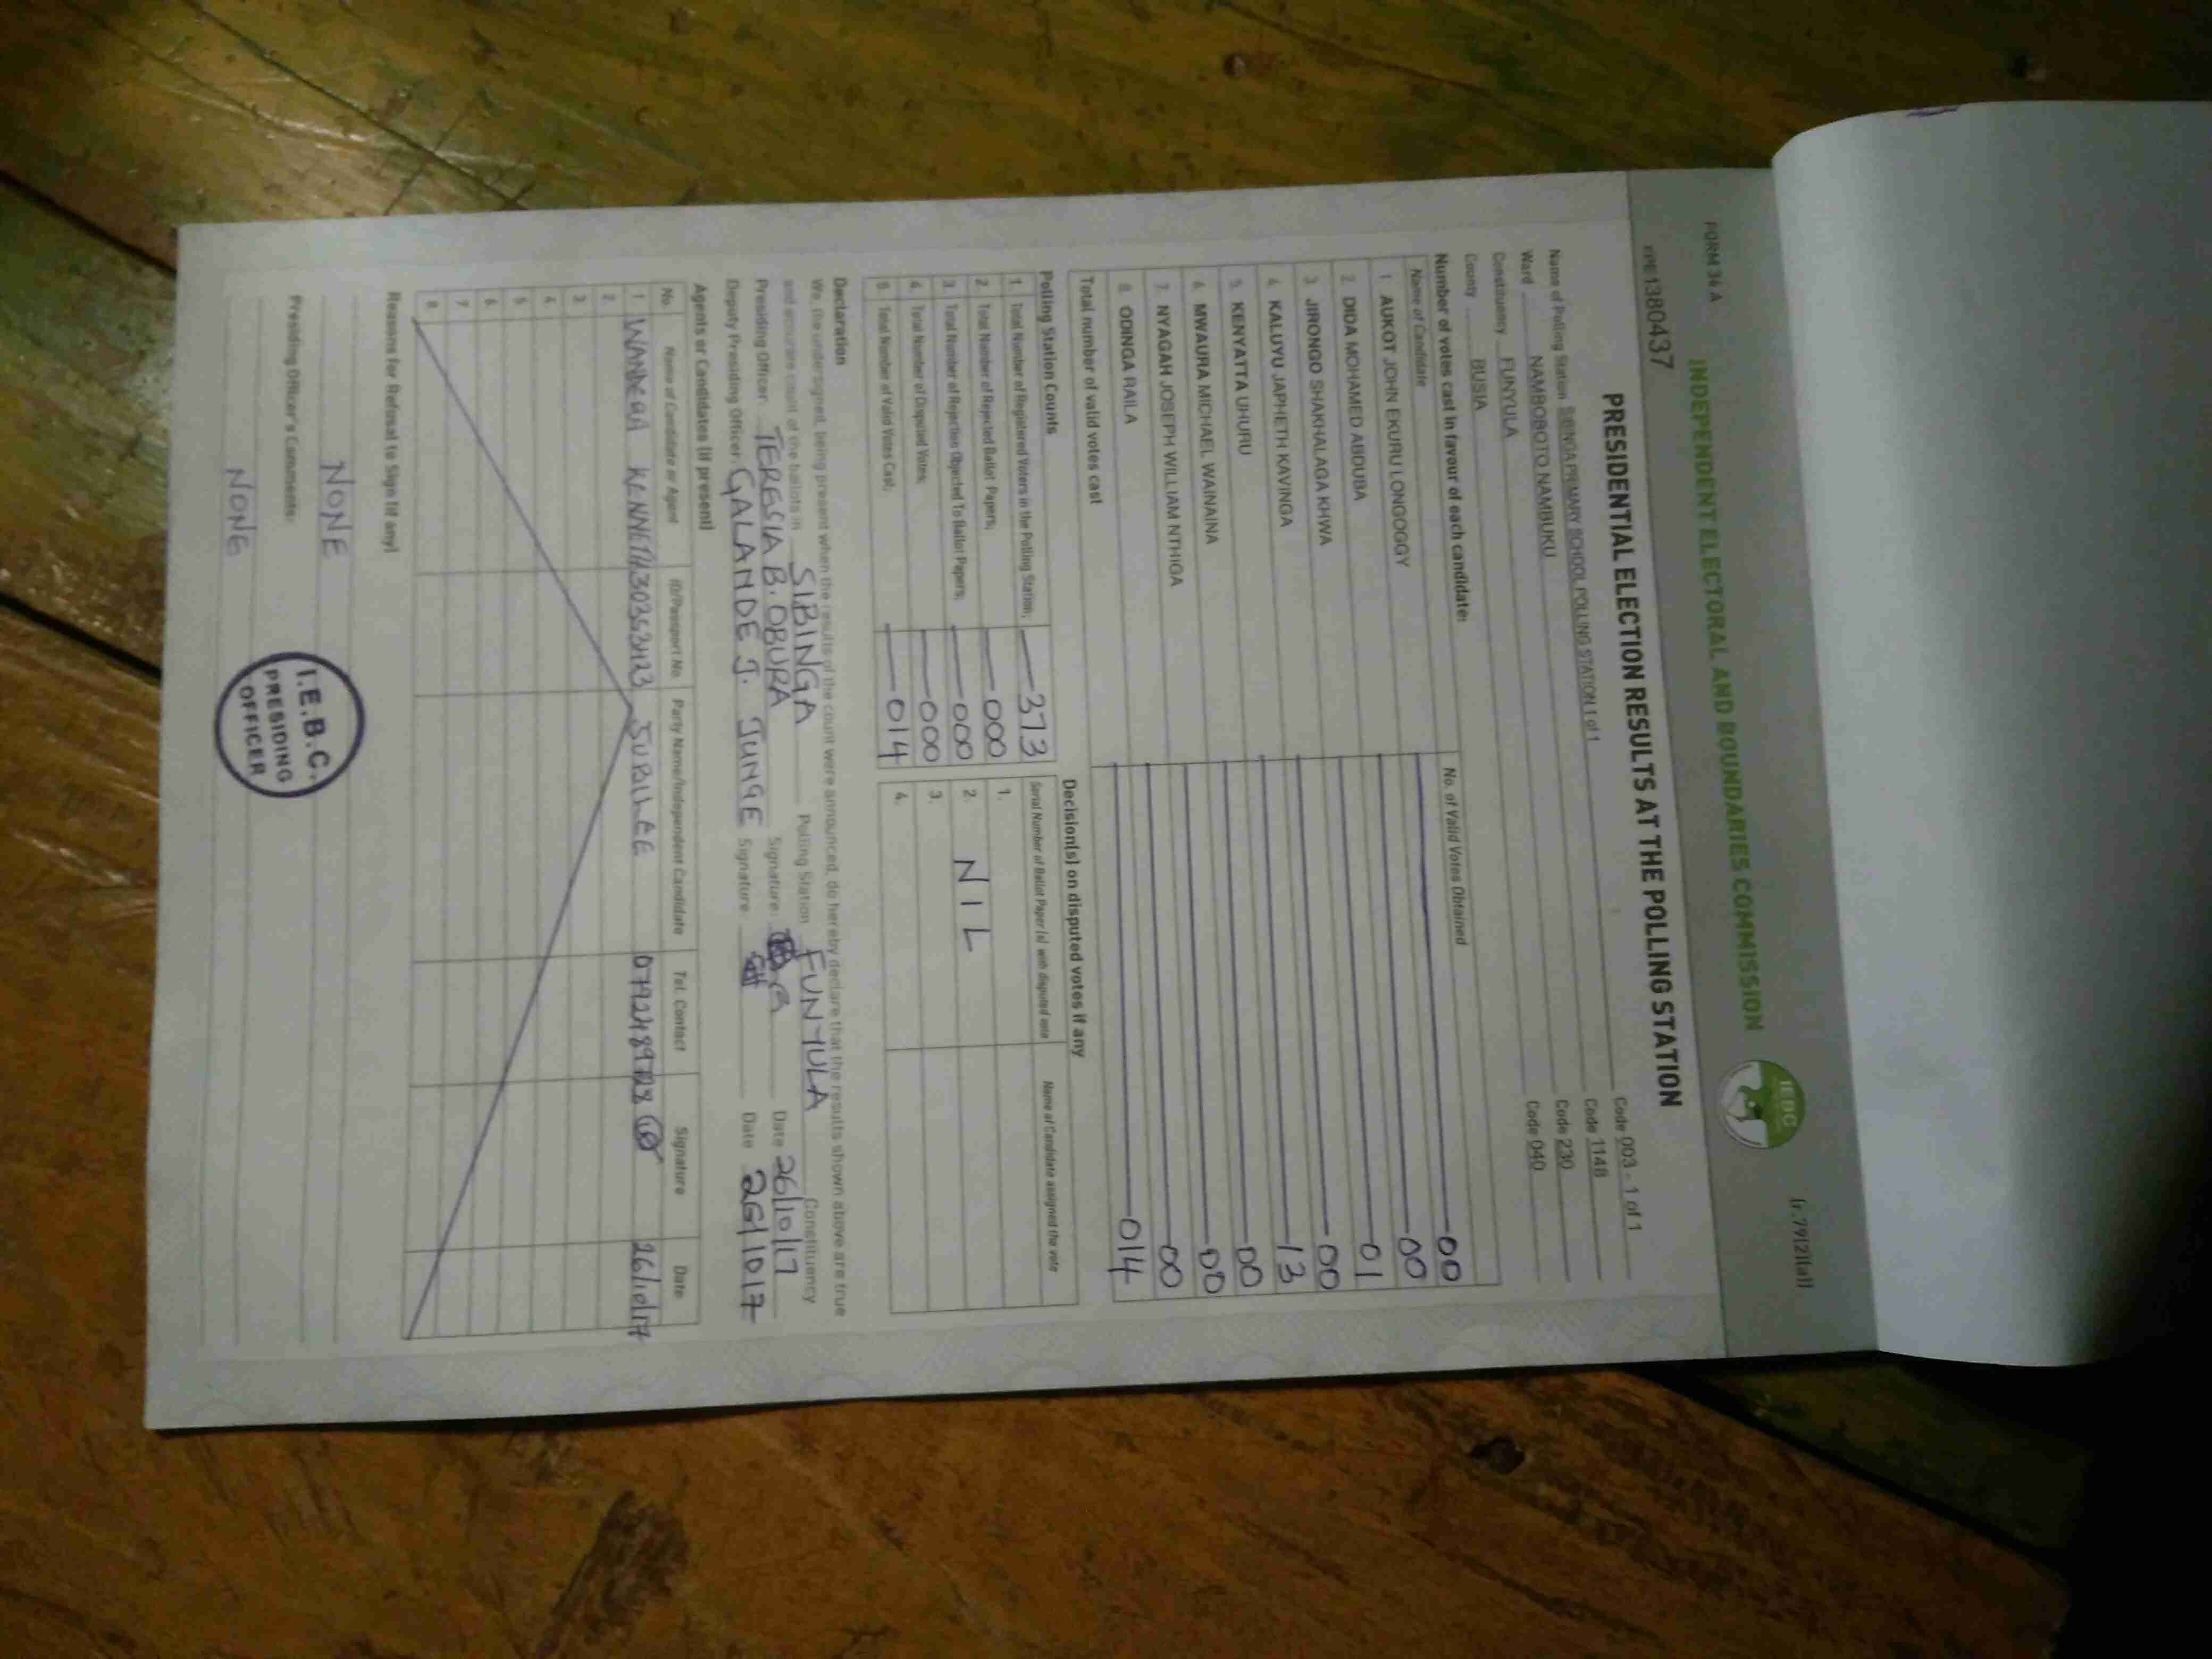 FORM 34 A
[r.79(2)(a)]
INDEPENDENT ELECTORAL AND BOUNDARIES COMMISSION
IEBC
1380437
PRESIDENTIAL ELECTION RESULTS AT THE POLLING STATION
Name of Polling Station SIBINGA PRIMARY SCHOOL POLLING STATION 1 of 1 Code 003 - 1 of 1
Ward NAMBOBOTO NAMBUKU Code 1148
Constituency FUNYULA Code 230
County BUSIA Code 040
Number of votes cast in favour of each candidate:
Name of Candidate No. of Valid Votes Obtained
1. AUKOT JOHN EKURU LONGOGGY 00
2. DIDA MOHAMED ABDUBA 00
3. JIRONGO SHAKHALAGA KHWA 01
4. KALUYU JAPHETH KAVINGA 00
5. KENYATTA UHURU 13
6. MWAURA MICHAEL WAINAINA 00
7. NYAGAH JOSEPH WILLIAM NTHIGA 00
8. ODINGA RAILA 00
Total number of valid votes cast 014
Polling Station Counts
1. Total Number of Registered Voters in the Polling Station; 373
2. Total Number of Rejected Ballot Papers; 000
3. Total Number of Rejection Objected To Ballot Papers; 000
4. Total Number of Disputed Votes; 000
5. Total Number of Valid Votes Cast; 014
Decision(s) on disputed votes if any
Serial Number of Ballot Paper (s) with disputed vote Name of Candidate assigned the vote
1.
2. NIL
3.
4.
Declaration
We, the undersigned, being present when the results of the count were announced, do hereby declare that the results shown above are true
and accurate count of the ballots in SIBINGA Polling Station FUNYULA Constituency
Presiding Officer TERESIA B. OBURA Signature: Date 26/10/17
Deputy Presiding Officer GALANDE J. JUNGE Signature Date 26/10/17
Agents or Candidates (if present)
No. Name of Candidate or Agent ID/Passport No. Party Name/Independent Candidate Tel. Contact Signature Date
1 KENNETH JUBILEE 26/10/17
2.
3
4
5
6
7
8
Reasons for Refusal to Sign (if any)
NONE
Presiding Officer's Comments:
NONE
I.E.B.C.
PRESIDING
OFFICER